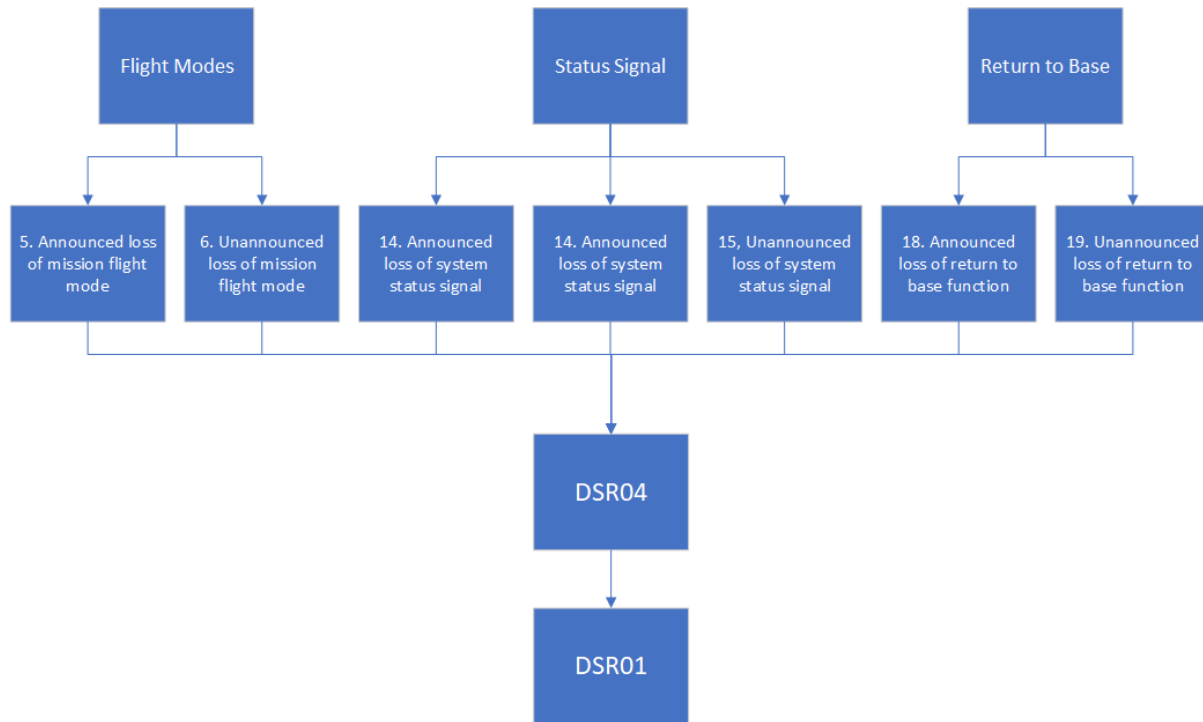 Flight Modes
Status Signal
Return to Base
5. Announced loss
of mission flight
mode
6. Unannounced
loss of mission
flight mode
14. Announced
loss of system
status signal
14. Announced
loss of system
status signal
15, Unannounced
loss of system
status signal
18. Announced
loss of return to
base function
19. Unannounced
loss of return to
base function
DSR04
DSR01